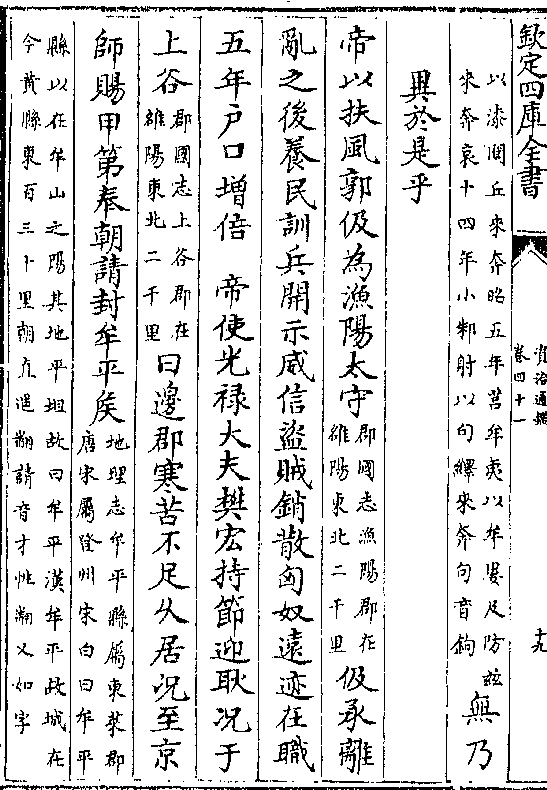 欽定四庫全書
資治通鑑
卷四十一
十九
以漆閭丘來奔昭五年莒牟夷以牟婁及防茲
來奔哀十四年小邾射以句繹來奔句音鉤
無乃
異於是乎
帝以扶風郭伋為漁陽太守
郡國志漁陽郡在
雒陽東北二千里
伋承離
亂之後養民訓兵開示威信盜賊銷散匈奴遠迹在職
五年户口增倍　帝使光禄大夫樊宏持節迎耿况于
上谷
郡國志上谷郡在
雒陽東北二千里
曰邊郡寒苦不足久居况至京
師賜甲第奉朝請封牟平侯
地理志牟平縣屬東萊郡
唐宋屬登州宋白曰牟平
縣以在牟山之陽其地平坦故曰牟平漢牟平故城在
今黄縣東百三十里朝直遥翻請音才性翻又如字